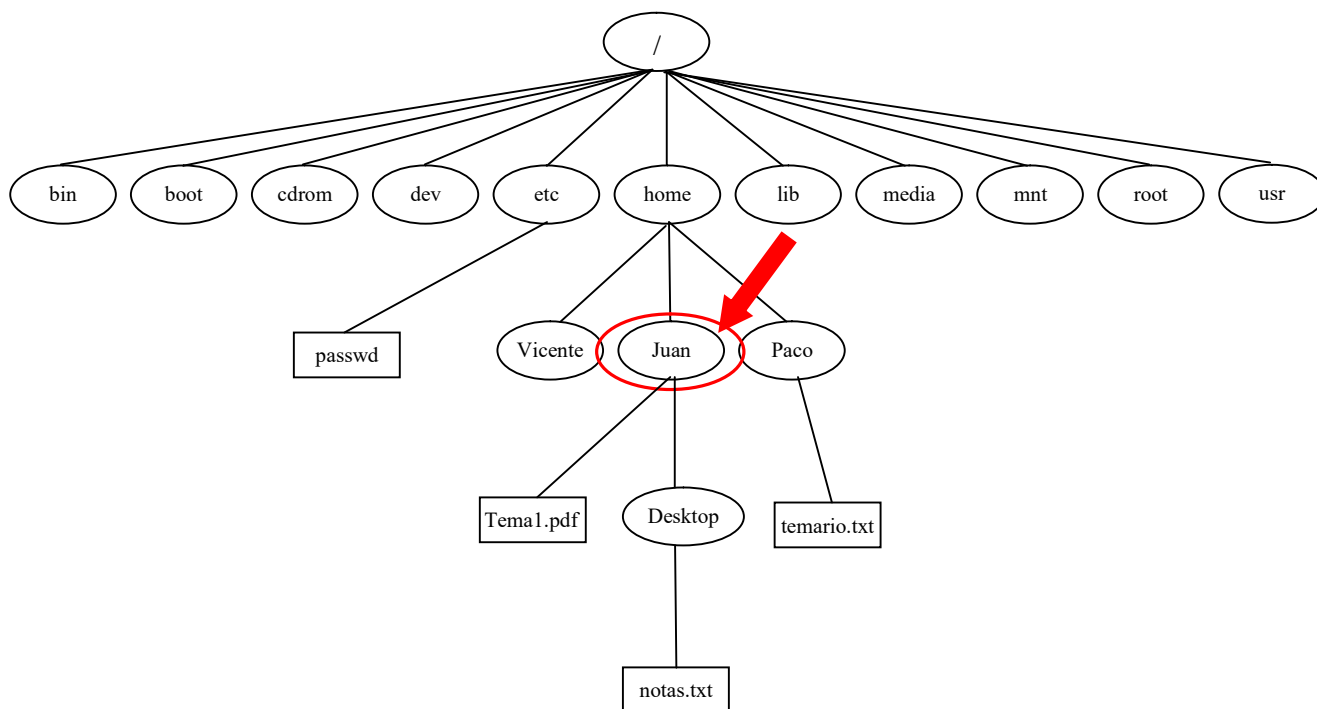 /
bin
boot
cdrom
dev
etc
home
lib
media
mnt
root
usr
passwd
Vicente
Juan
Paco
Tema1.pdf
Desktop
temario.txt
notas.txt